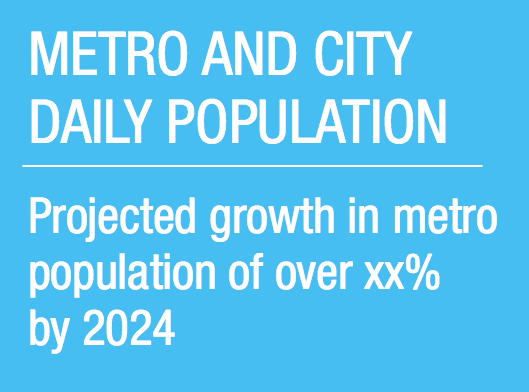 METRO AND CITY
DAILY POPULATION
Projected growth in metro
population of over xx%
by 2024